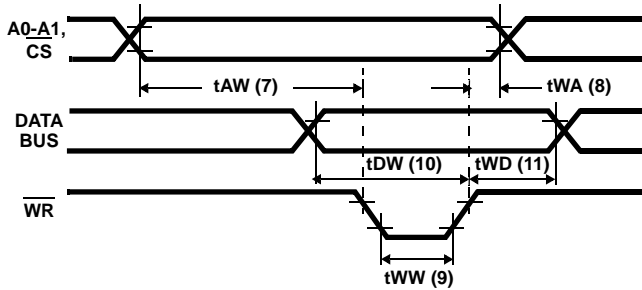 A0-A1,
CS
tAW (7)
tWA (8)
DATA
BUS
tDW (10)
tWD (11)
WR
tWW (9)